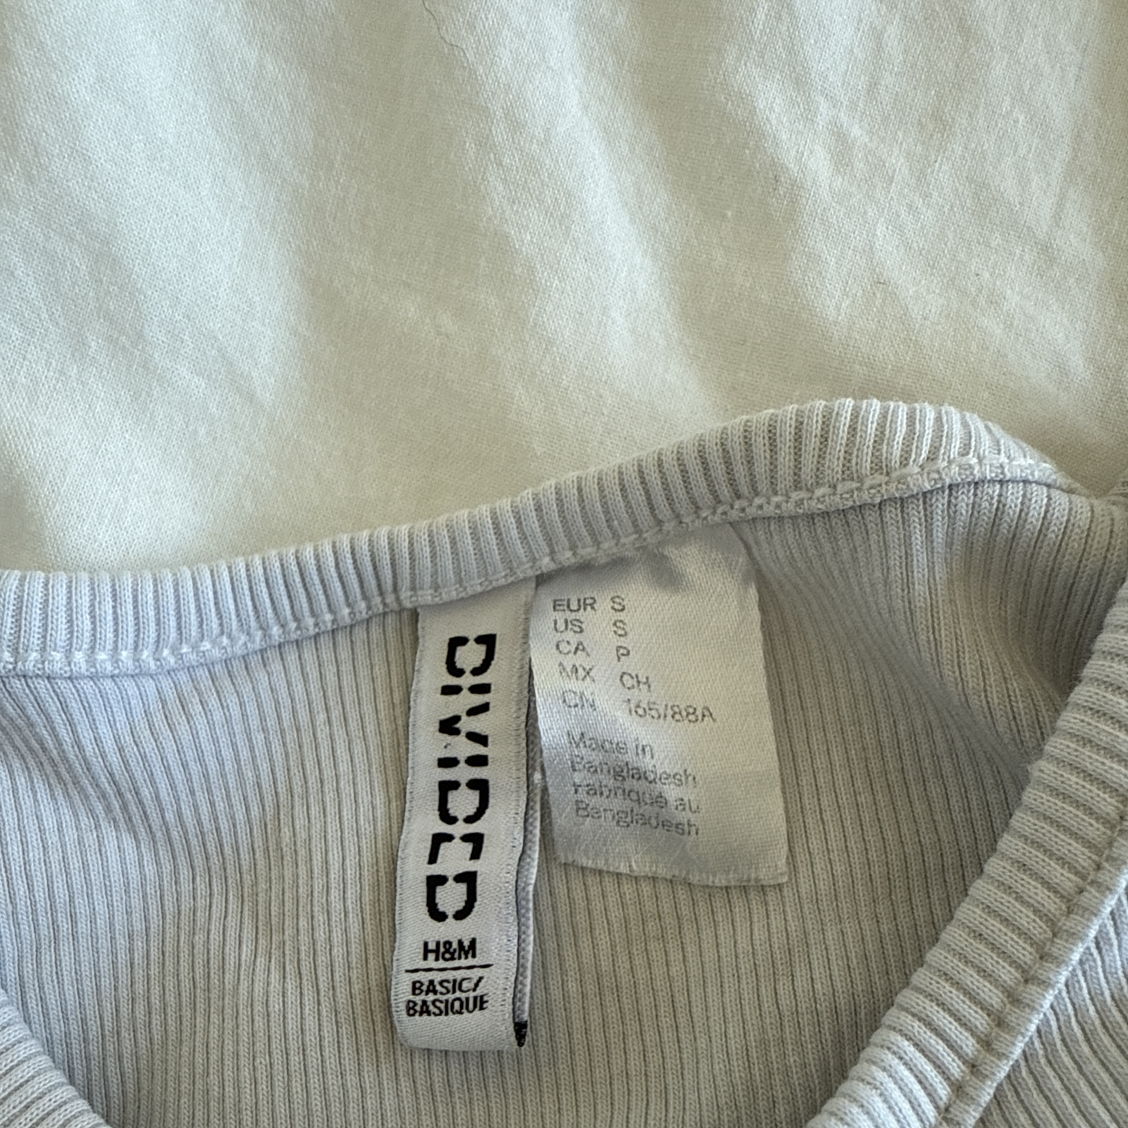 DIVIDED
H&M
BASIC/
BASIQUE
EUR S
US S
CA P
MX CH
CN 165/88A
Made in
Bangladesh
Fabriqué au
Bangladesh